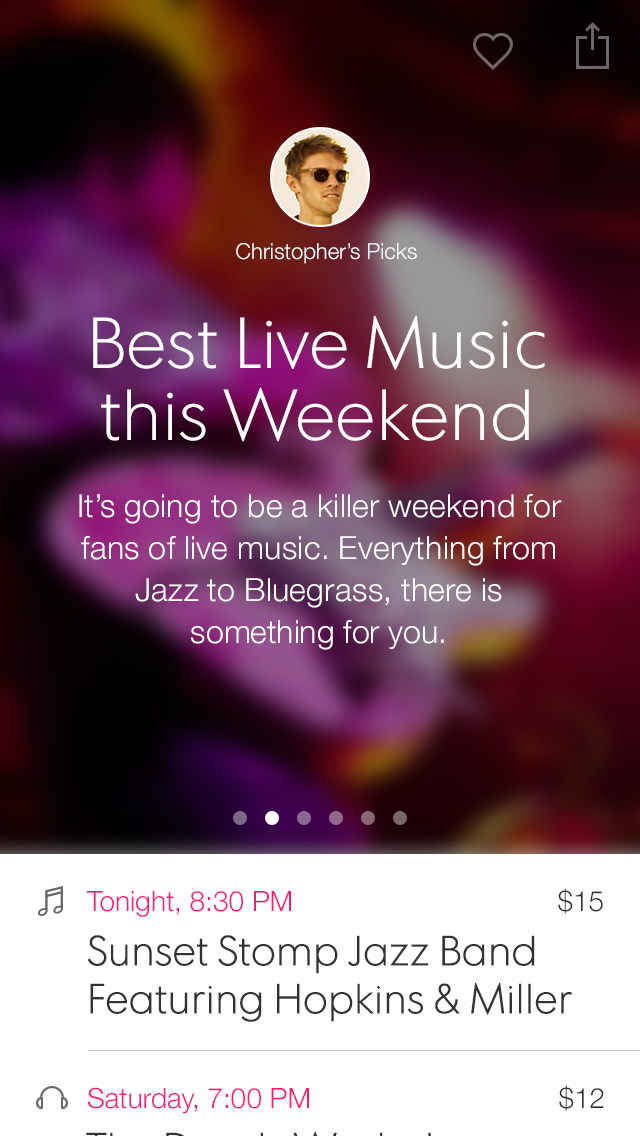 Christopher’s Picks
Best Live Music
this Weekend
It’s going to be a killer weekend for
fans of live music. Everything from
Jazz to Bluegrass, there is
something for you.
Tonight, 8:30 PM
$15
Sunset Stomp Jazz Band
Featuring Hopkins & Miller
Saturday, 7:00 PM
$12